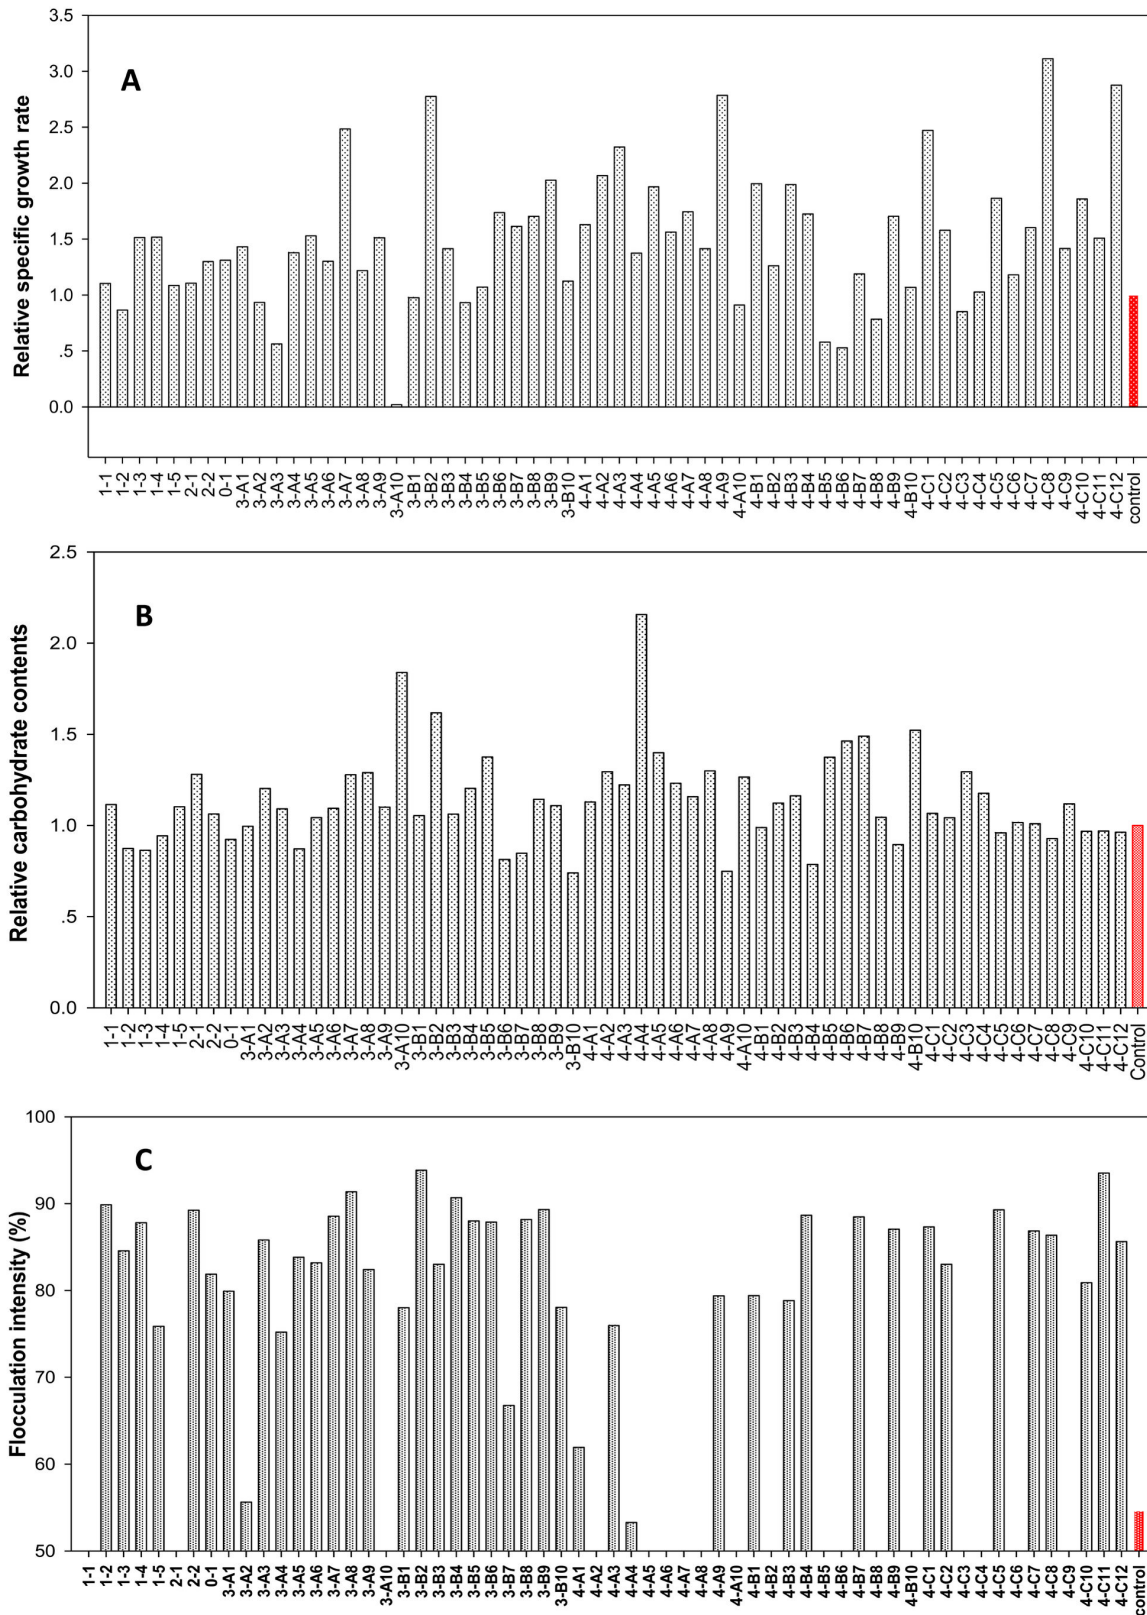 A
Relative specific growth rate
3.5
3.0
2.5
2.0
1.5
1.0
.5
0.0
1-1 1-2 1-3 1-4 1-5 2-1 2-2 0-1 3-A1 3-A2 3-A3 3-A4 3-A5 3-A6 3-A7 3-A8 3-A9 3-A10 3-B1 3-B2 3-B3 3-B4 3-B5 3-B6 3-B7 3-B8 3-B9 3-B10 4-A1 4-A2 4-A3 4-A4 4-A5 4-A6 4-A7 4-A8 4-A9 4-A10 4-B1 4-B2 4-B3 4-B4 4-B5 4-B6 4-B7 4-B8 4-B9 4-B10 4-C1 4-C2 4-C3 4-C4 4-C5 4-C6 4-C7 4-C8 4-C9 4-C10 4-C11 4-C12 control
B
Relative carbohydrate contents
2.5
2.0
1.5
1.0
.5
0.0
1-1 1-2 1-3 1-4 1-5 2-1 2-2 0-1 3-A1 3-A2 3-A3 3-A4 3-A5 3-A6 3-A7 3-A8 3-A9 3-A10 3-B1 3-B2 3-B3 3-B4 3-B5 3-B6 3-B7 3-B8 3-B9 3-B10 4-A1 4-A2 4-A3 4-A4 4-A5 4-A6 4-A7 4-A8 4-A9 4-A10 4-B1 4-B2 4-B3 4-B4 4-B5 4-B6 4-B7 4-B8 4-B9 4-B10 4-C1 4-C2 4-C3 4-C4 4-C5 4-C6 4-C7 4-C8 4-C9 4-C10 4-C11 4-C12 Control
C
Flocculation intensity (%)
100
90
80
70
60
50
1-1 1-2 1-3 1-4 1-5 2-1 2-2 0-1 3-A1 3-A2 3-A3 3-A4 3-A5 3-A6 3-A7 3-A8 3-A9 3-A10 3-B1 3-B2 3-B3 3-B4 3-B5 3-B6 3-B7 3-B8 3-B9 3-B10 4-A1 4-A2 4-A3 4-A4 4-A5 4-A6 4-A7 4-A8 4-A9 4-A10 4-B1 4-B2 4-B3 4-B4 4-B5 4-B6 4-B7 4-B8 4-B9 4-B10 4-C1 4-C2 4-C3 4-C4 4-C5 4-C6 4-C7 4-C8 4-C9 4-C10 4-C11 4-C12 control